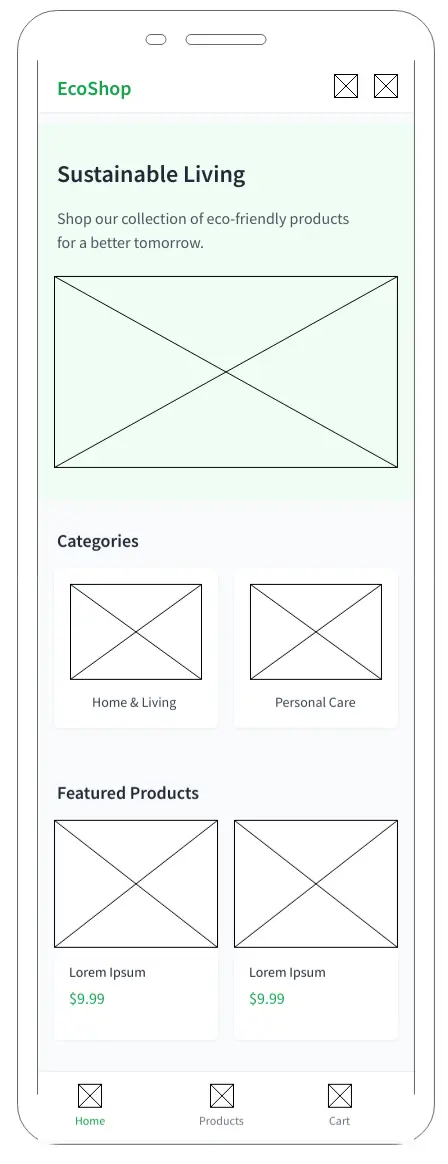 EcoShop
Sustainable Living
Shop our collection of eco-friendly products
for a better tomorrow.
Categories
Home & Living
Personal Care
Featured Products
Lorem Ipsum
$9.99
Lorem Ipsum
$9.99
Home
Products
Cart